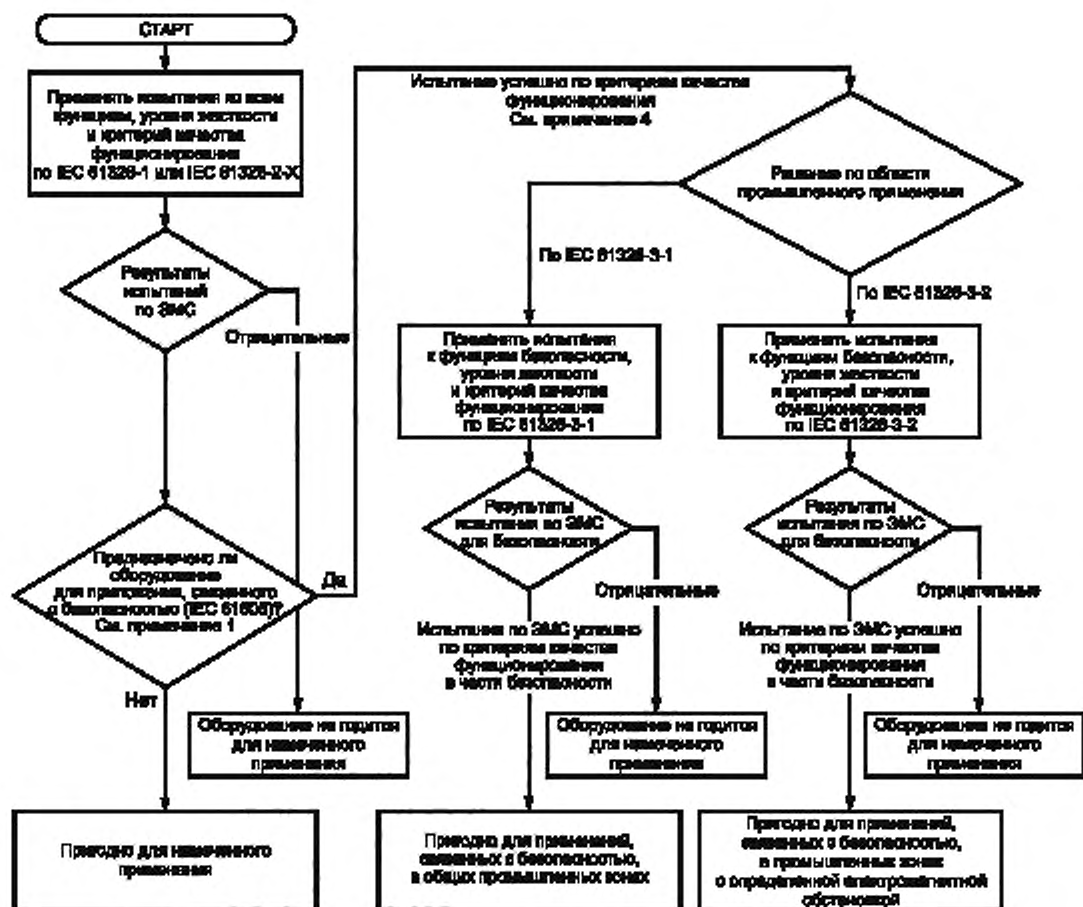 СТАРТ
Применять испытания ко всем
функциям, уровня жесткости
и критерий качества
функционирования
по IEC 61326-1 или IEC 61326-2-X
Результаты
испытаний
по ЭМС
Отрицательные
Предназначено ли
оборудование
для приложения, связанного
с безопасностью (IEC 61508)?
См. примечание 1
Да
Нет
Оборудование не годится
для намеченного
применения
Пригодно для намеченного
применения
Испытание успешно по критериям качества
функционирования
См. примечание 4
Решение по области
промышленного применения
По IEC 61326-3-1
По IEC 61326-3-2
Применять испытания
к функциям безопасности,
уровня жесткости
и критерий качества
функционирования
по IEC 61326-3-1
Результаты
испытания по ЭМС
для безопасности
Отрицательные
Испытания по ЭМС успешно
по критериям качества
функционирования
в части безопасности
Оборудование не годится
для намеченного
применения
Пригодно для применений,
связанных с безопасностью,
в общих промышленных зонах
Применять испытания
к функциям безопасности,
уровня жесткости
и критерий качества
функционирования
по IEC 61326-3-2
Результаты
испытания по ЭМС
для безопасности
Отрицательные
Испытание по ЭМС успешно
по критериям качества
функционирования
в части безопасности
Оборудование не годится
для намеченного
применения
Пригодно для применений,
связанных с безопасностью,
в промышленных зонах
с определенной электромагнитной
обстановкой